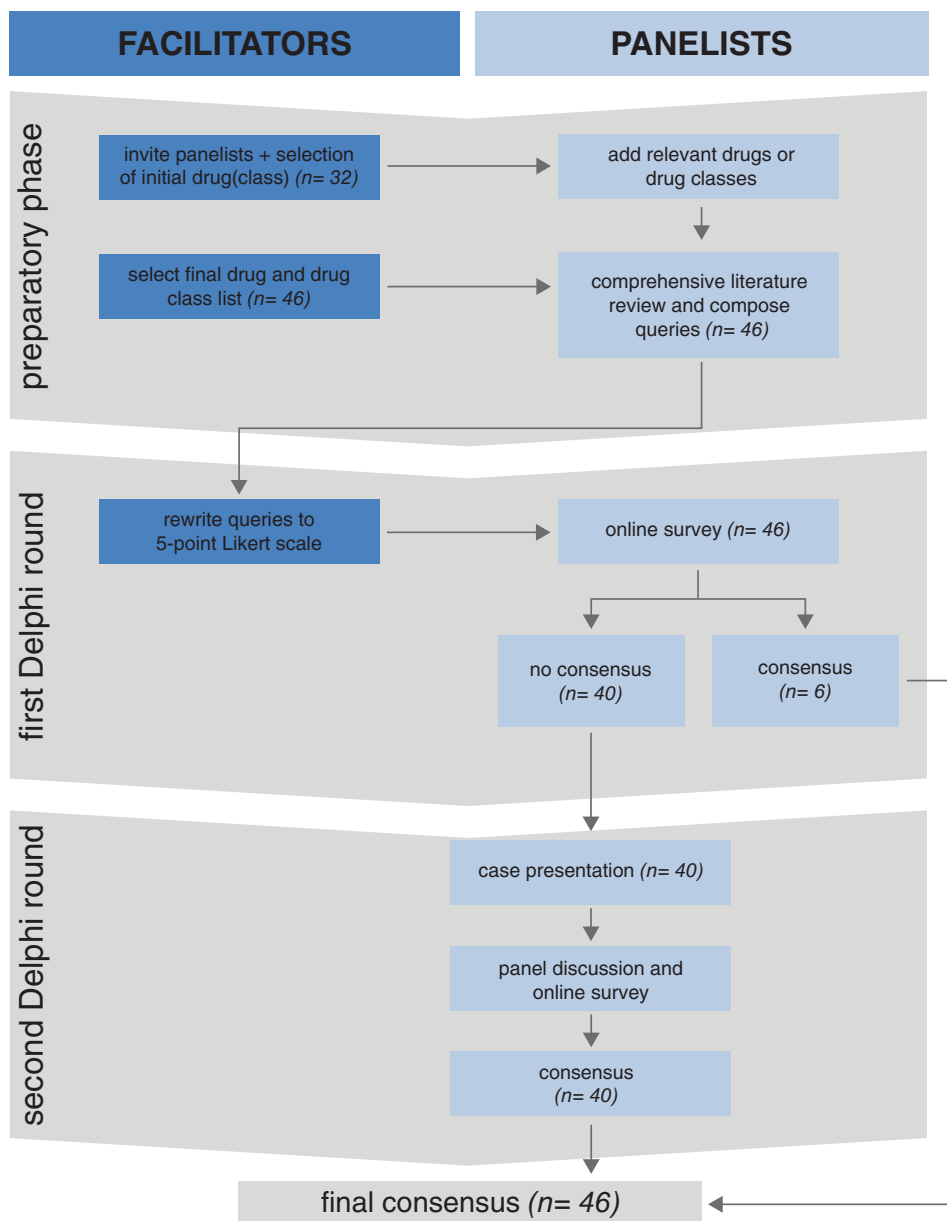 FACILITATORS
PANELISTS
preparatory phase
invite panelists + selection
of initial drug(class) (n= 32)
add relevant drugs or
drug classes
select final drug and drug
class list (n= 46)
comprehensive literature
review and compose
queries (n= 46)
first Delphi round
rewrite queries to
5-point Likert scale
online survey (n= 46)
no consensus
(n= 40)
consensus
(n= 6)
second Delphi round
case presentation (n= 40)
panel discussion and
online survey
consensus
(n= 40)
final consensus (n= 46)